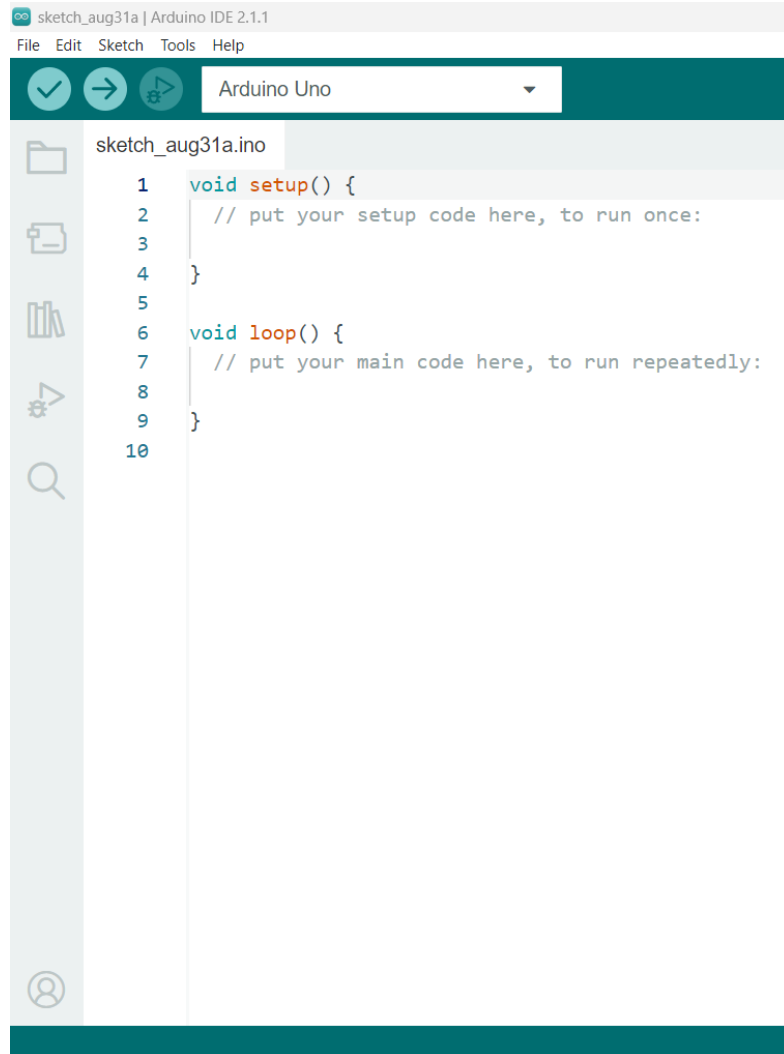 sketch_aug31a | Arduino IDE 2.1.1
File Edit Sketch Tools Help
Arduino Uno
sketch_aug31a.ino
1 void setup() {
2 // put your setup code here, to run once:
3
4 }
5
6 void loop() {
7 // put your main code here, to run repeatedly:
8
9 }
10